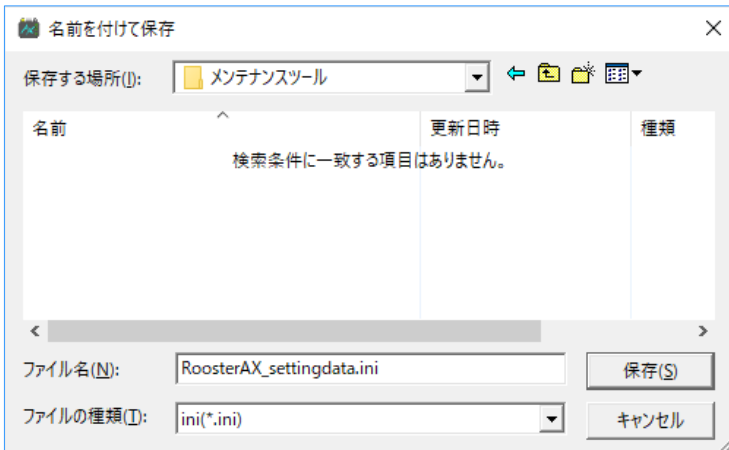 名前を付けて保存
保存する場所(I): メンテナンスツール
名前 更新日時 種類
検索条件に一致する項目はありません。
ファイル名(N): RoosterAX_settingdata.ini 保存(S)
ファイルの種類(T): ini(*.ini) キャンセル